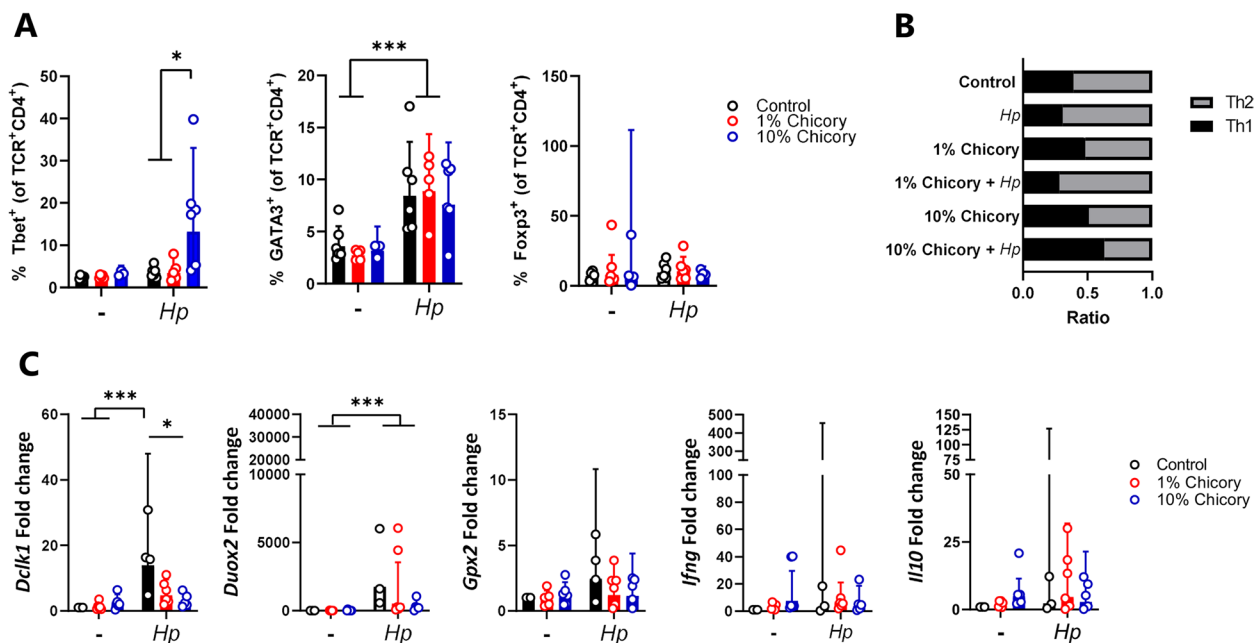 A
B
*
***
% Tbet⁺ (of TCR⁺CD4⁺)
50
40
30
20
10
0
-
Hp
% GATA3⁺ (of TCR⁺CD4⁺)
20
15
10
5
0
-
Hp
% Foxp3⁺ (of TCR⁺CD4⁺)
150
100
50
0
-
Hp
Control
1% Chicory
10% Chicory
Control
Hp
1% Chicory
1% Chicory + Hp
10% Chicory
10% Chicory + Hp
0.0 0.5 1.0
Ratio
Th2
Th1
C
***
*
Dclk1 Fold change
60
40
20
0
-
Hp
***
Duox2 Fold change
40000
30000
20000
10000
5000
0
-
Hp
Gpx2 Fold change
15
10
5
0
-
Hp
Ifng Fold change
500
400
300
200
100
80
60
40
20
0
-
Hp
Il10 Fold change
150
125
100
75
50
25
0
-
Hp
Control
1% Chicory
10% Chicory